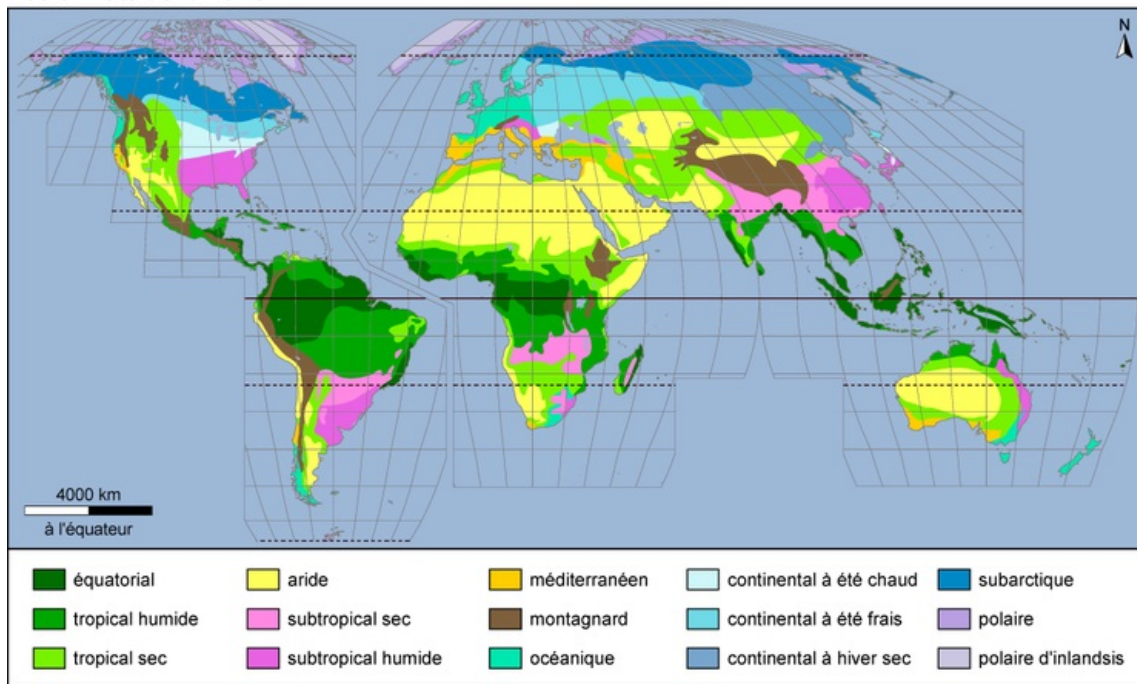 N
4000 km
à l'équateur
équatorial
aride
méditerranéen
continental à été chaud
subarctique
tropical humide
subtropical sec
montagnard
continental à été frais
polaire
tropical sec
subtropical humide
océanique
continental à hiver sec
polaire d'inlandsis